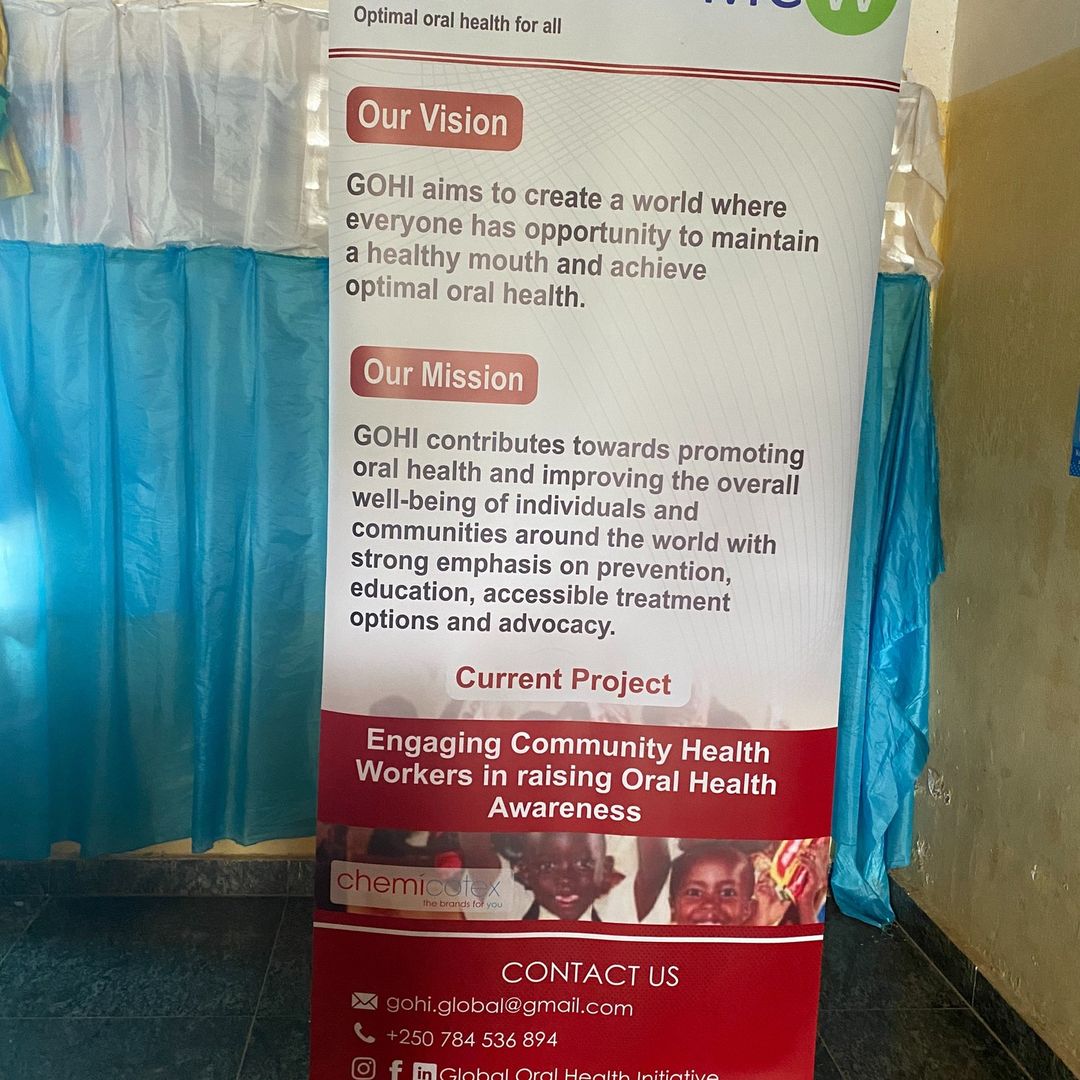 Optimal oral health for all
W
Our Vision
GOHI aims to create a world where
everyone has opportunity to maintain
a healthy mouth and achieve
optimal oral health.
Our Mission
GOHI contributes towards promoting
oral health and improving the overall
well-being of individuals and
communities around the world with
strong emphasis on prevention,
education, accessible treatment
options and advocacy.
Current Project
Engaging Community Health
Workers in raising Oral Health
Awareness
chemicotex
the brands for you
CONTACT US
gohi.global@gmail.com
+250 784 536 894
in Global Oral Health Initiative